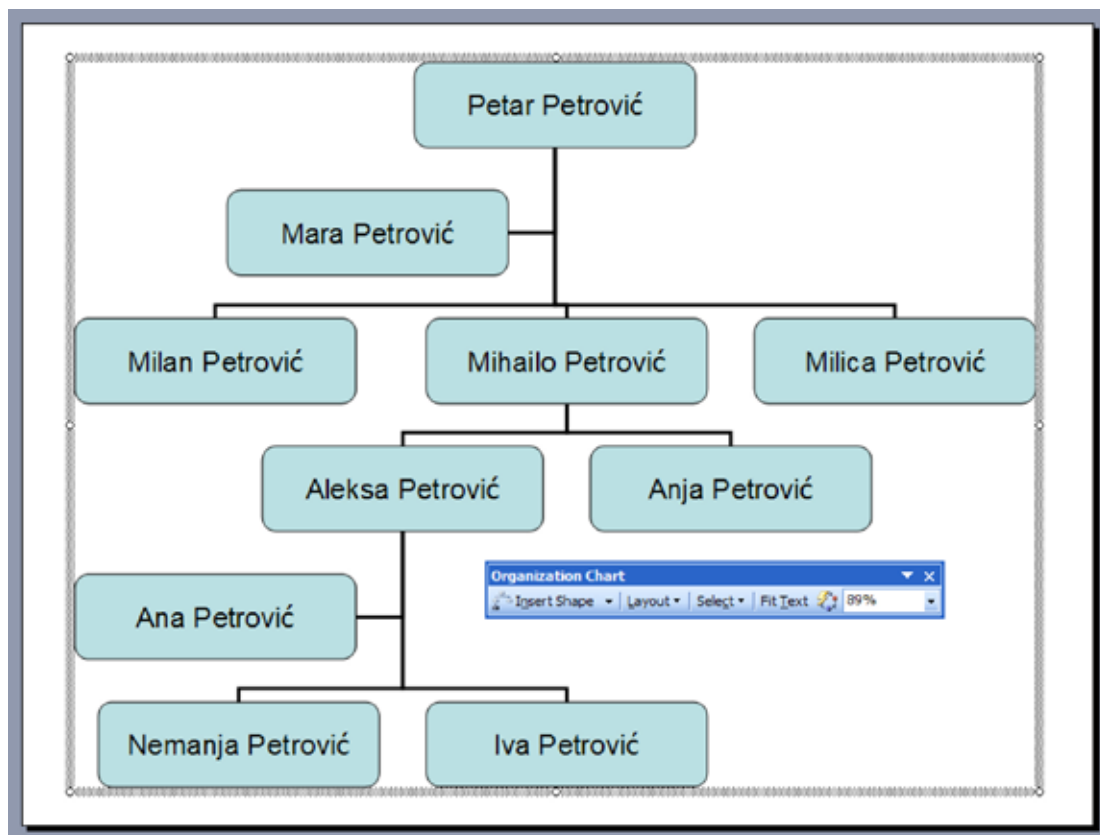 Petar Petrović
Mara Petrović
Milan Petrović
Mihailo Petrović
Milica Petrović
Aleksa Petrović
Anja Petrović
Organization Chart
Insert Shape
Layout
Select
Fit Text
89%
Ana Petrović
Nemanja Petrović
Iva Petrović